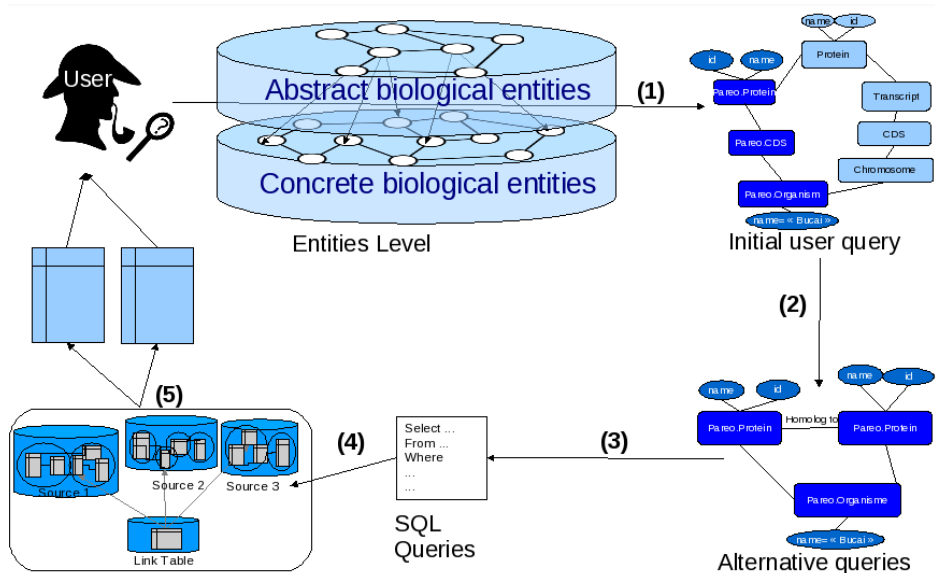 User
?
Abstract biological entities
Concrete biological entities
Entities Level
(1)
name
id
Protein
id
name
Pareo.Protein
Transcript
Pareo.CDS
CDS
Chromosome
Pareo.Organism
name= « Bucai »
Initial user query
(2)
name
id
name
id
Pareo.Protein
Homolog to
Pareo.Protein
Pareo.Organisme
name= « Bucai »
Alternative queries
(3)
Select ...
From ...
Where
...
...
SQL
Queries
(4)
(5)
Source 1
Source 2
Source 3
Link Table